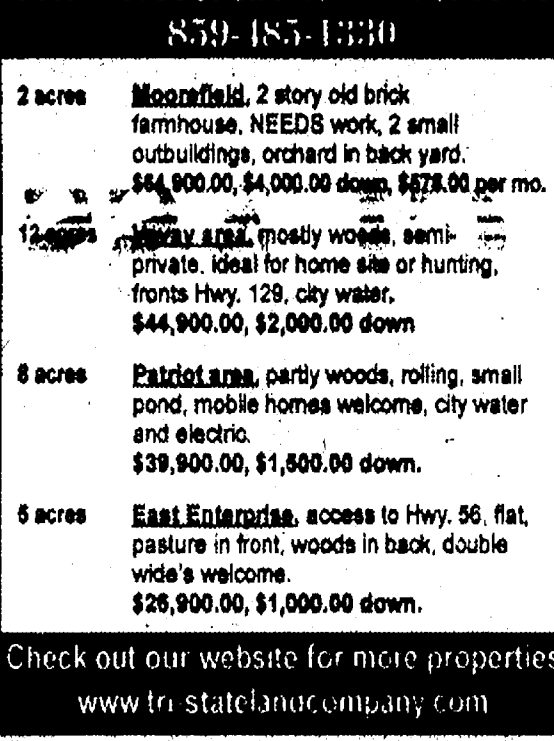 859-485-1330
2 acres Moorefield, 2 story old brick
farmhouse, NEEDS work, 2 small
outbuildings, orchard in back yard.
$4,000.00 down, per mo.
12 acres area, mostly woods, semi-
private. ideal for home site or hunting,
fronts Hwy. 129, city water.
$44,900.00, $2,000.00 down
8 acres Patriot area, partly woods, rolling, small
pond, mobile homes welcome, city water
and electric.
$39,900.00, $1,500.00 down.
5 acres East Enterprise, access to Hwy. 56, flat,
pasture in front, woods in back, double
wide's welcome.
$26,900.00, $1,000.00 down.
Check out our website for more properties
www.tri-statelandcompany.com